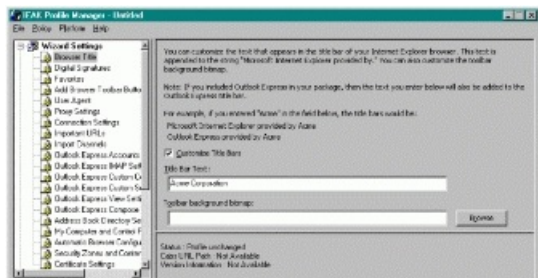 IEAK Profile Manager - Untitled
File Policy Platform Help
Wizard Settings
Browser Title
Digital Signatures
Favorites
Add Browser Toolbar Butto
User Agent
Proxy Settings
Connection Settings
Important URLs
Import Channels
Outlook Express Accounts
Outlook Express IMAP Sett
Outlook Express Custom Co
Outlook Express Custom Si
Outlook Express View Setti
Outlook Express Compose
Address Book Directory Se
My Computer and Control P
Automatic Browser Configu
Security Zones and Conten
Certificate Settings
You can customize the text that appears in the title bar of your Internet Explorer browser. This text is
appended to the string "Microsoft Internet Explorer provided by." You can also customize the toolbar
background bitmap.
Note: If you included Outlook Express in your package, then the text you enter below will also be added to the
Outlook Express title bar.
For example, if you entered "Acme" in the field below, the title bars would be:
Microsoft Internet Explorer provided by Acme
Outlook Express provided by Acme
Customize Title Bars
Title Bar Text:
Acme Corporation
Toolbar background bitmap:
Browse
Status : Profile unchanged
Cabs URL Path : Not Available
Version Information : Not Available